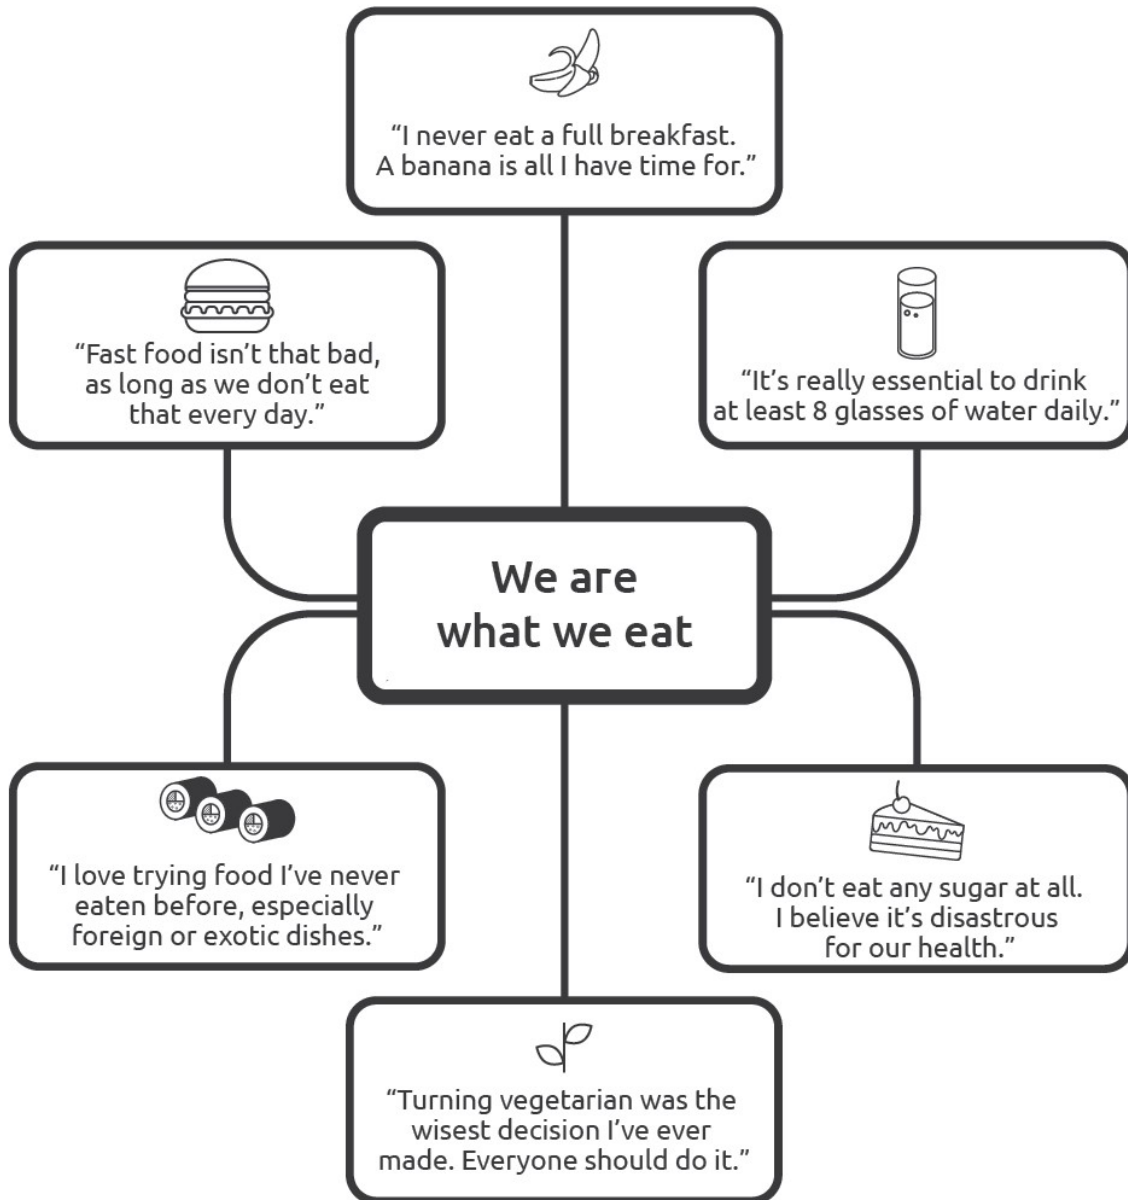 “I never eat a full breakfast.
A banana is all I have time for.”
“Fast food isn’t that bad,
as long as we don’t eat
that every day.”
“It’s really essential to drink
at least 8 glasses of water daily.”
We are
what we eat
“I love trying food I’ve never
eaten before, especially
foreign or exotic dishes.”
“I don’t eat any sugar at all.
I believe it’s disastrous
for our health.”
“Turning vegetarian was the
wisest decision I’ve ever
made. Everyone should do it.”